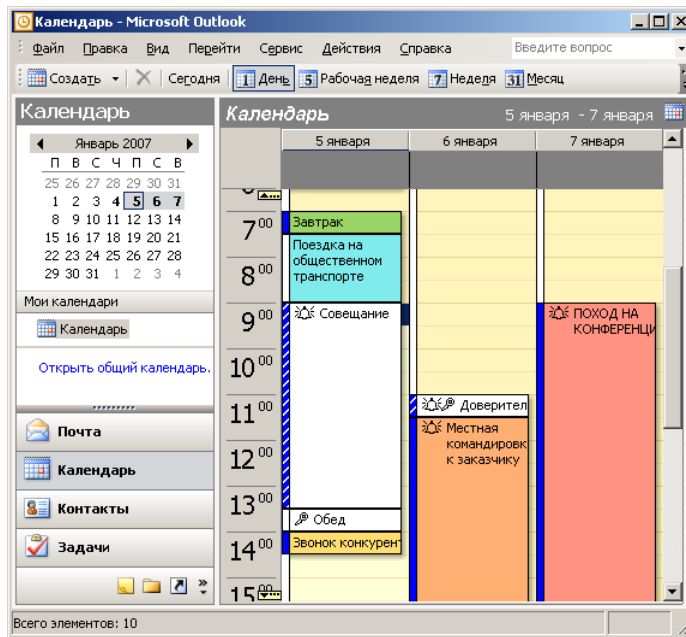 Календарь - Microsoft Outlook
Файл Правка Вид Перейти Сервис Действия Справка Введите вопрос
Создать Сегодня 1 День 5 Рабочая неделя 7 Неделя 31 Месяц
Календарь
Январь 2007
П В С Ч П С В
25 26 27 28 29 30 31
1 2 3 4 5 6 7
8 9 10 11 12 13 14
15 16 17 18 19 20 21
22 23 24 25 26 27 28
29 30 31 1 2 3 4
Мои календари
Календарь
Открыть общий календарь.
Почта
Календарь
Контакты
Задачи
Календарь 5 января - 7 января
5 января 6 января 7 января
7 00
8 00
9 00
10 00
11 00
12 00
13 00
14 00
15 00
Завтрак
Поездка на
общественном
транспорте
Совещание
Обед
Звонок конкурент
Доверител
Местная
командировк
к заказчику
ПОХОД НА
КОНФЕРЕНЦИ
Всего элементов: 10